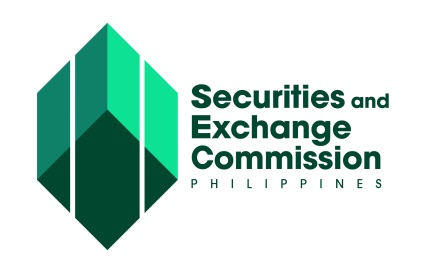 Securities and
Exchange
Commission
PHILIPPINES